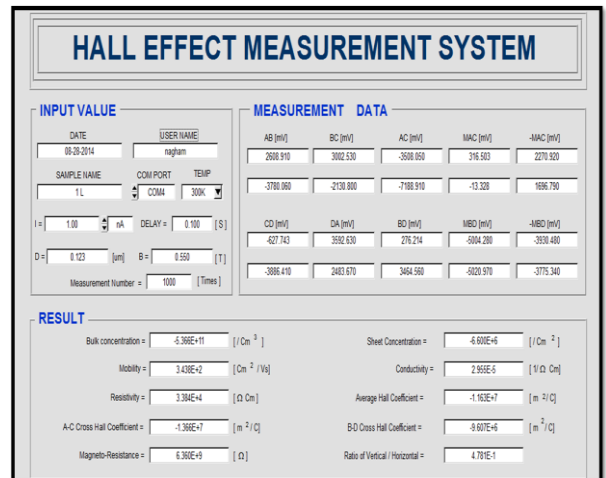 HALL EFFECT MEASUREMENT SYSTEM
INPUT VALUE
DATE USER NAME
08-28-2014 nagham
SAMPLE NAME COM PORT TEMP
1 L COM4 300K
I = 1.00 nA DELAY = 0.100 [ S ]
D = 0.123 [um] B = 0.550 [ T ]
Measurement Number = 1000 [ Times ]
MEASUREMENT DATA
AB [mV] BC [mV] AC [mV] MAC [mV] -MAC [mV]
2608.910 3002.530 -3508.050 316.503 2270.920
-3780.060 -2130.800 -7188.910 -13.328 1696.790
CD [mV] DA [mV] BD [mV] MBD [mV] -MBD [mV]
-627.743 3592.630 276.214 -5004.280 -3930.480
-3886.410 2483.670 3464.560 -5020.970 -3775.340
RESULT
Bulk concentration = -5.366E+11 [ / Cm 3 ] Sheet Concentration = -6.600E+6 [ / Cm 2 ]
Mobility = 3.438E+2 [ Cm 2 / Vs] Conductivity = 2.955E-5 [ 1/ Ω Cm]
Resistivity = 3.384E+4 [ Ω Cm ] Average Hall Coefficient = -1.163E+7 [ m 2/ C]
A-C Cross Hall Coefficient = -1.366E+7 [ m 2 / C] B-D Cross Hall Coefficient = -9.607E+6 [ m 2 / C]
Magneto-Resistance = 6.360E+9 [ Ω ] Ratio of Vertical / Horizontal = 4.781E-1